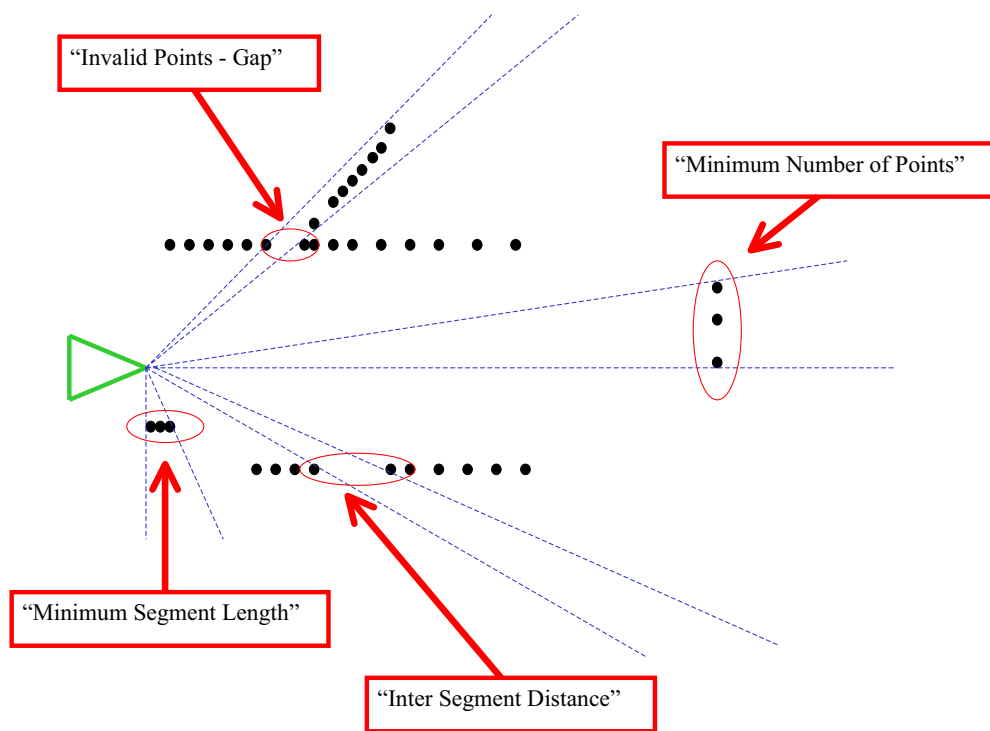 “Invalid Points - Gap”
“Minimum Number of Points”
“Minimum Segment Length”
“Inter Segment Distance”